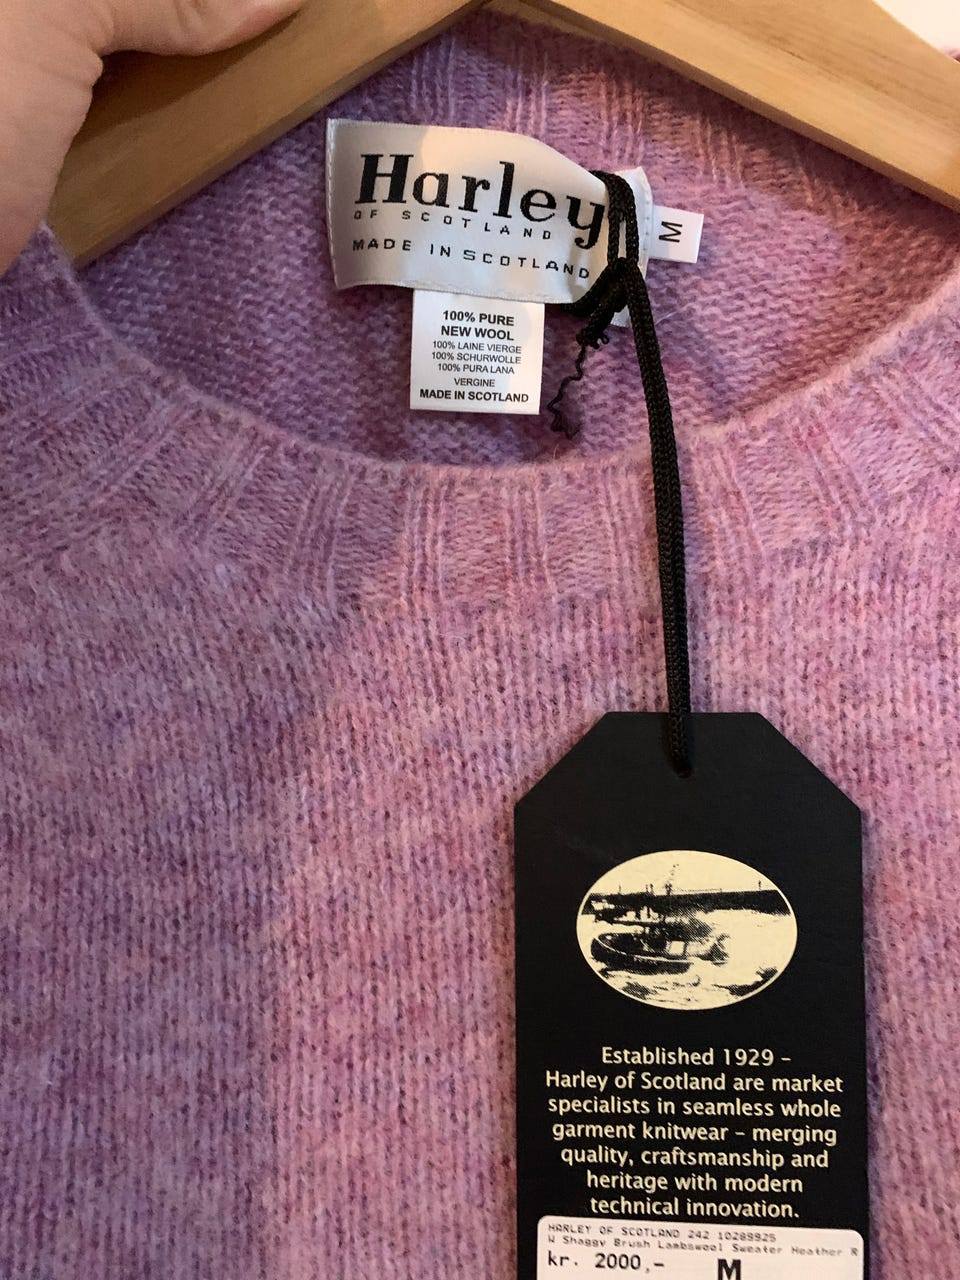 Harley
OF SCOTLAND
MADE IN SCOTLAND
M
100% PURE
NEW WOOL
100% LAINE VIERGE
100% SCHURWOLLE
100% PURA LANA
VERGINE
MADE IN SCOTLAND
Established 1929 –
Harley of Scotland are market
specialists in seamless whole
garment knitwear – merging
quality, craftsmanship and
heritage with modern
technical innovation.
HARLEY OF SCOTLAND 242 10289925
W Shaggy Brush Lambswool Sweater Heather R
kr. 2000,- M